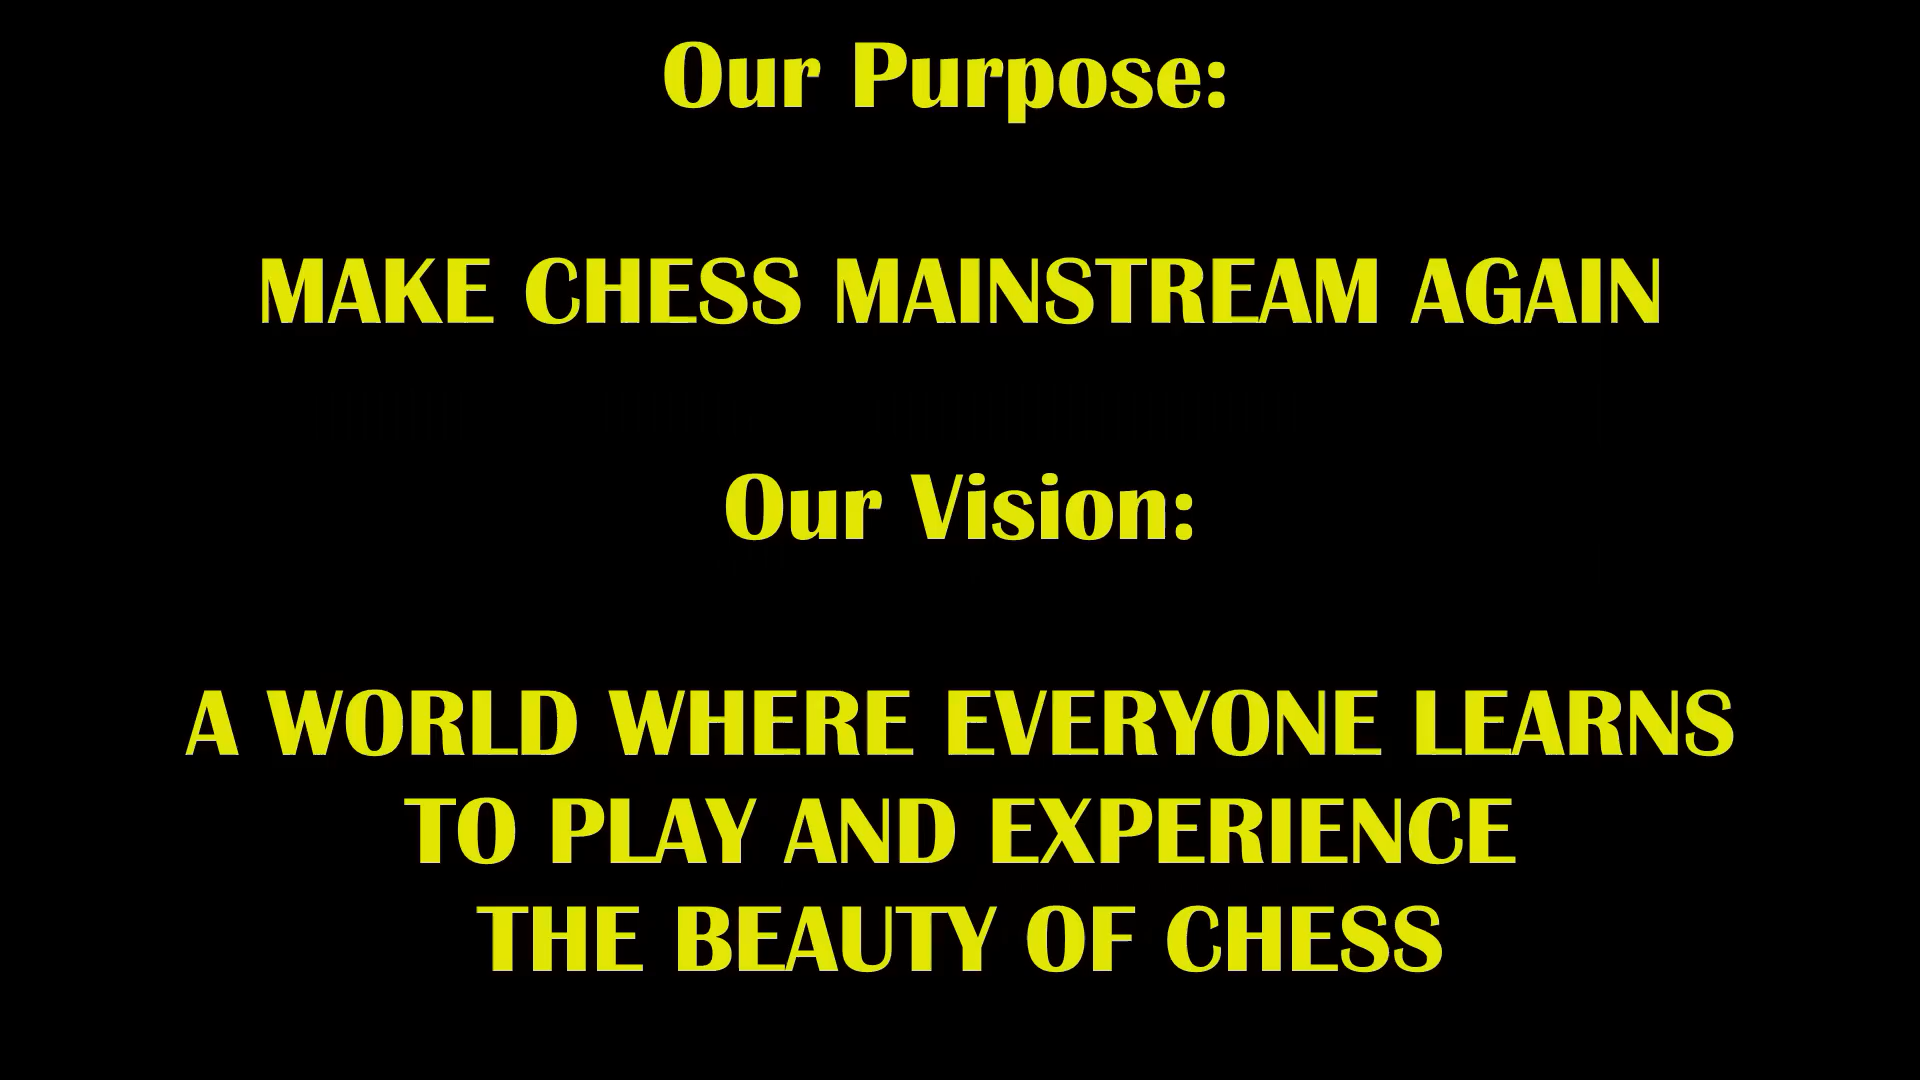 Our Purpose:
MAKE CHESS MAINSTREAM AGAIN
Our Vision:
A WORLD WHERE EVERYONE LEARNS
TO PLAY AND EXPERIENCE
THE BEAUTY OF CHESS